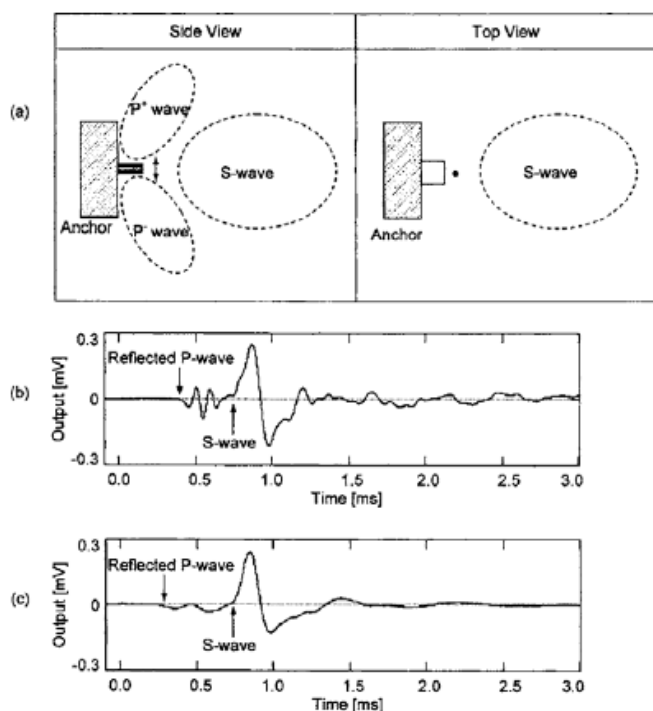 Side View
Top View
(a)
P+ wave
S-wave
P- wave
Anchor
S-wave
Anchor
(b)
0.3
0
-0.3
Output [mV]
Reflected P-wave
S-wave
0.0 0.5 1.0 1.5 2.0 2.5 3.0
Time [ms]
(c)
0.3
0
-0.3
Output [mV]
Reflected P-wave
S-wave
0.0 0.5 1.0 1.5 2.0 2.5 3.0
Time [ms]